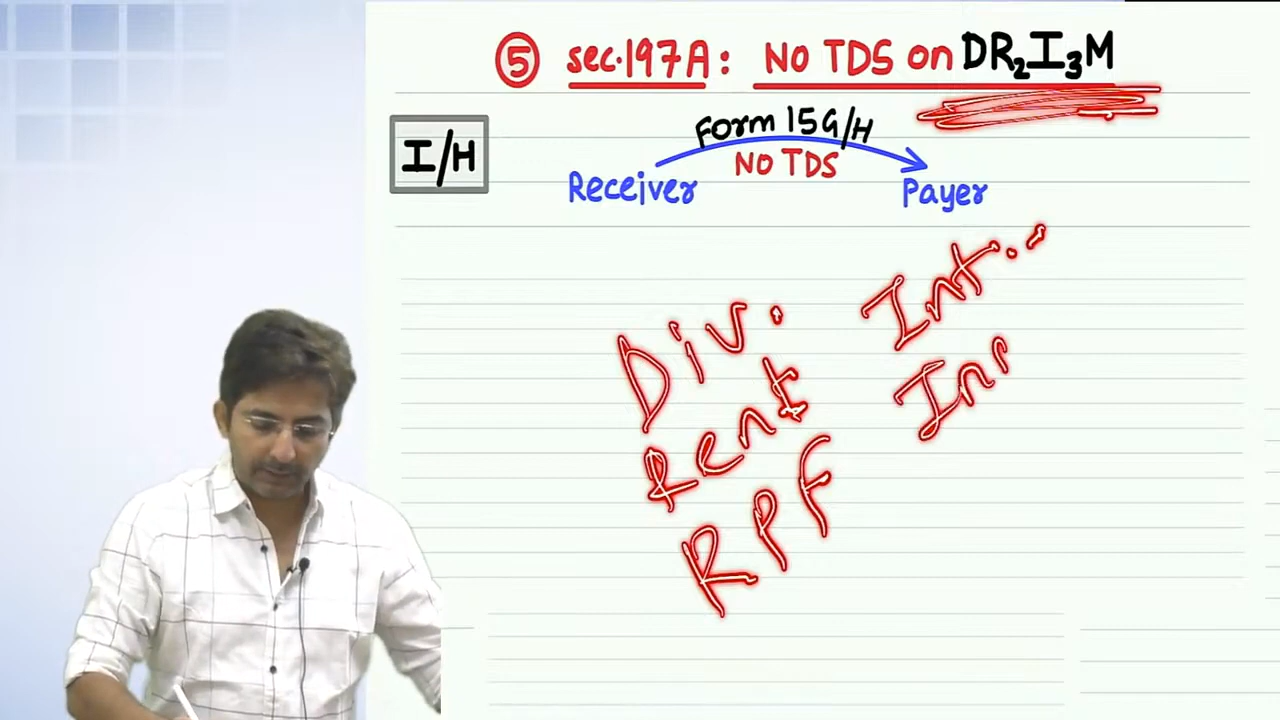 ⑤ sec.197A: NO TDS on DR₂I₃M
I/H
Form 15G/H
NO TDS
Receiver
Payer
Div.
Rent
RPF
Int..
Ins